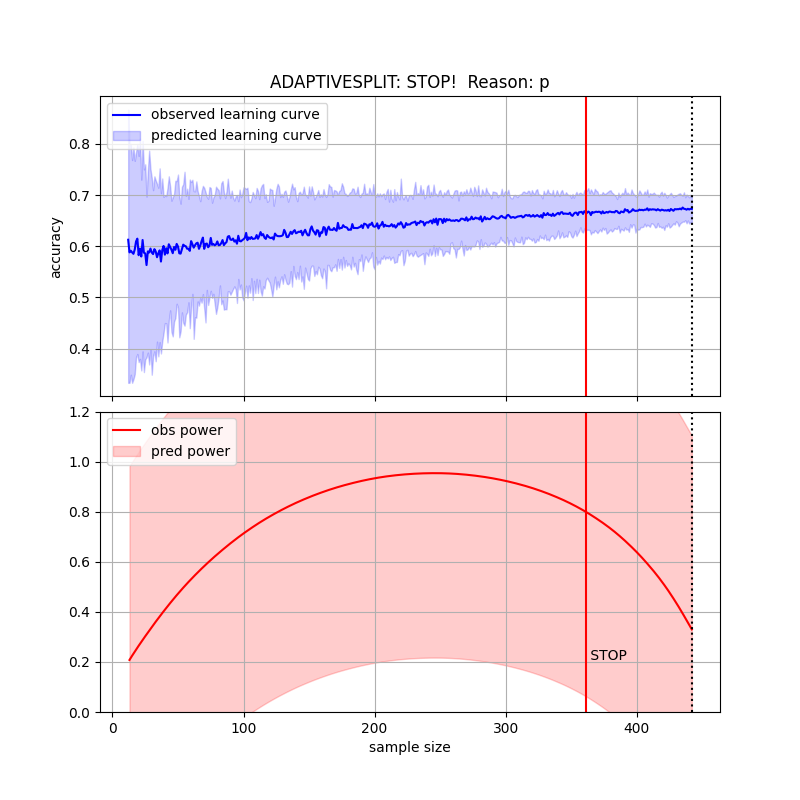 ADAPTIVESPLIT: STOP!  Reason: p
observed learning curve
predicted learning curve
accuracy
0.8
0.7
0.6
0.5
0.4
obs power
pred power
1.2
1.0
0.8
0.6
0.4
0.2
0.0
STOP
0
100
200
300
400
sample size